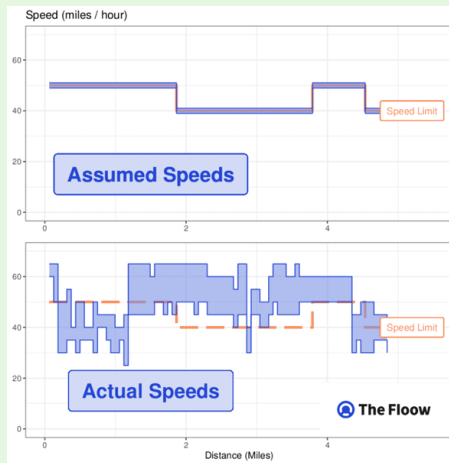 Speed (miles / hour)
60
40
20
0
Speed Limit
Assumed Speeds
0
2
4
60
40
20
0
Speed Limit
Actual Speeds
The Floow
0
2
4
Distance (Miles)